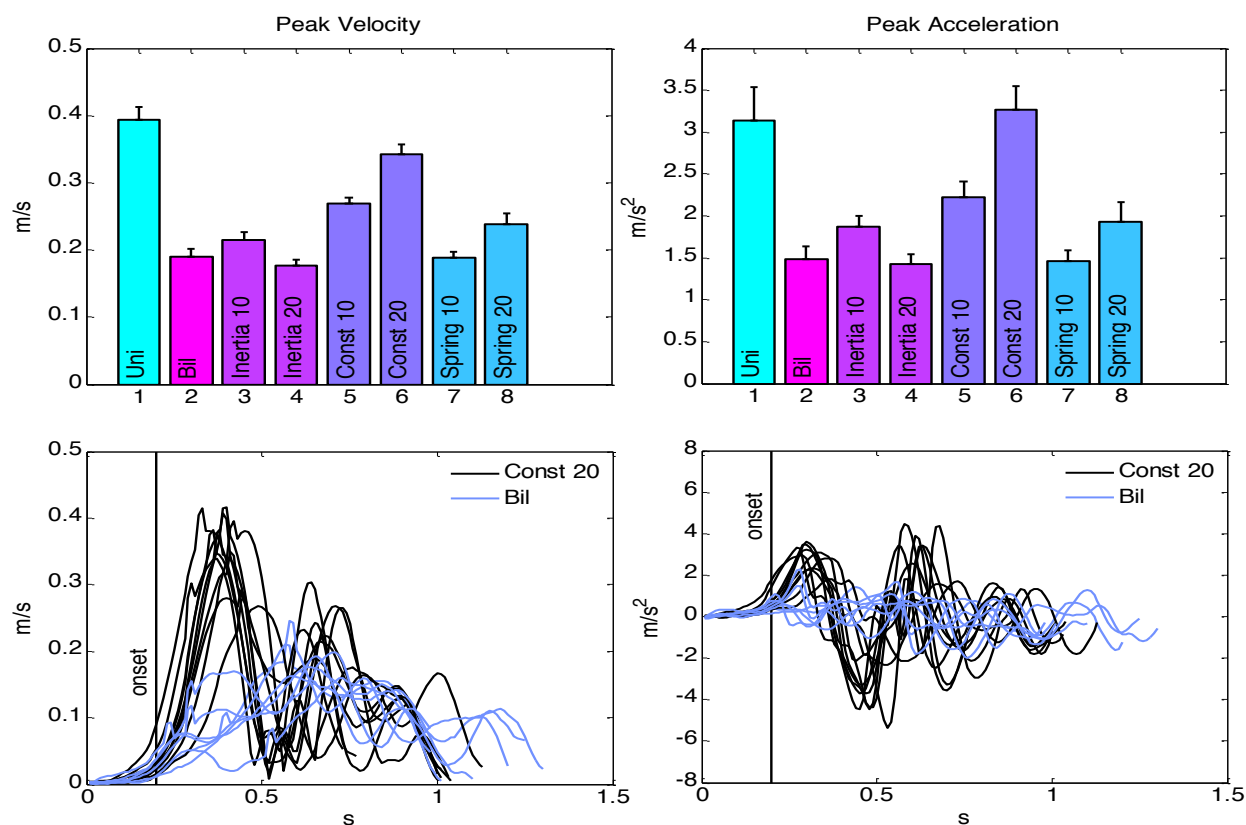 Peak Velocity
0.5
0.4
0.3
0.2
0.1
0
m/s
Uni
Bil
Inertia 10
Inertia 20
Const 10
Const 20
Spring 10
Spring 20
1 2 3 4 5 6 7 8
Peak Acceleration
4
3.5
3
2.5
2
1.5
1
0.5
0
m/s²
Uni
Bil
Inertia 10
Inertia 20
Const 10
Const 20
Spring 10
Spring 20
1 2 3 4 5 6 7 8
0.5
0.4
0.3
0.2
0.1
0
m/s
onset
Const 20
Bil
0 0.5 1 1.5
s
8
6
4
2
0
-2
-4
-6
-8
m/s²
onset
Const 20
Bil
0 0.5 1 1.5
s